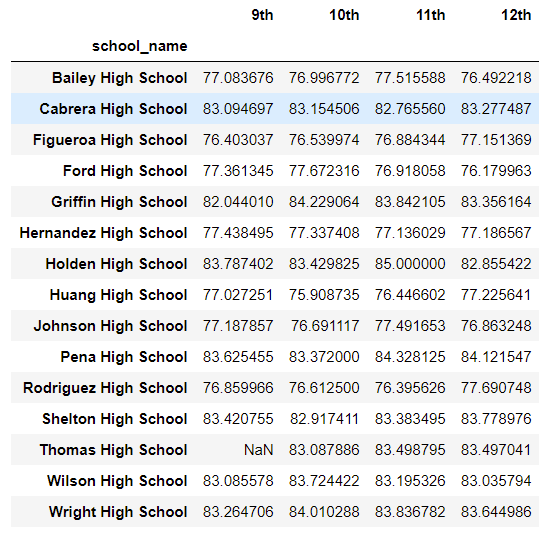 9th 10th 11th 12th
school_name
Bailey High School 77.083676 76.996772 77.515588 76.492218
Cabrera High School 83.094697 83.154506 82.765560 83.277487
Figueroa High School 76.403037 76.539974 76.884344 77.151369
Ford High School 77.361345 77.672316 76.918058 76.179963
Griffin High School 82.044010 84.229064 83.842105 83.356164
Hernandez High School 77.438495 77.337408 77.136029 77.186567
Holden High School 83.787402 83.429825 85.000000 82.855422
Huang High School 77.027251 75.908735 76.446602 77.225641
Johnson High School 77.187857 76.691117 77.491653 76.863248
Pena High School 83.625455 83.372000 84.328125 84.121547
Rodriguez High School 76.859966 76.612500 76.395626 77.690748
Shelton High School 83.420755 82.917411 83.383495 83.778976
Thomas High School NaN 83.087886 83.498795 83.497041
Wilson High School 83.085578 83.724422 83.195326 83.035794
Wright High School 83.264706 84.010288 83.836782 83.644986